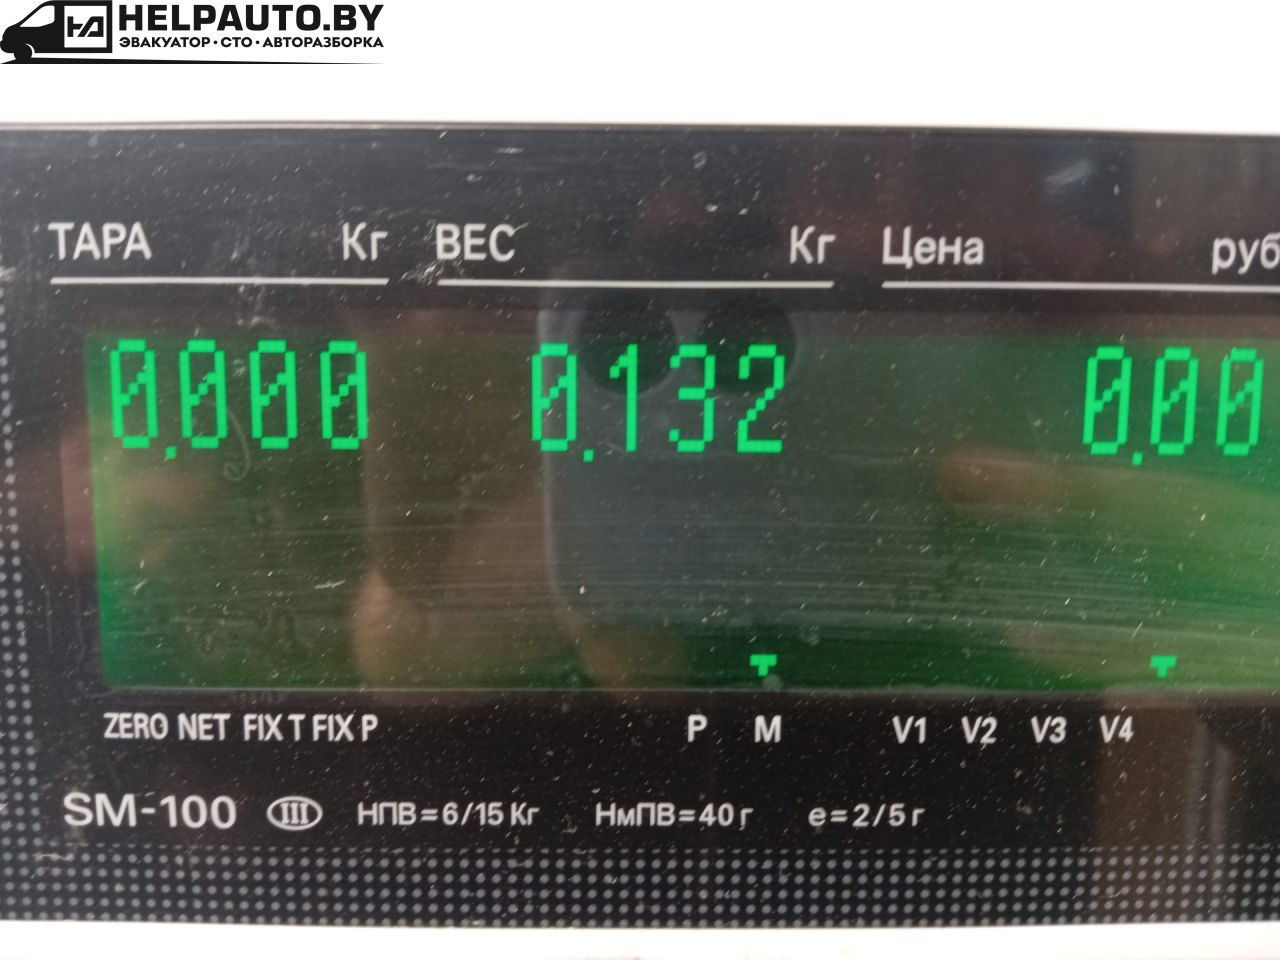 HELPAUTO.BY
ЭВАКУАТОР · СТО · АВТОРАЗБОРКА
ТАРА Кг ВЕС Кг Цена руб
0.000 0.132 0.00
ZERO NET FIX T FIX P P M V1 V2 V3 V4
SM-100 III НПВ=6/15 Кг НмПВ=40 г e=2/5 г